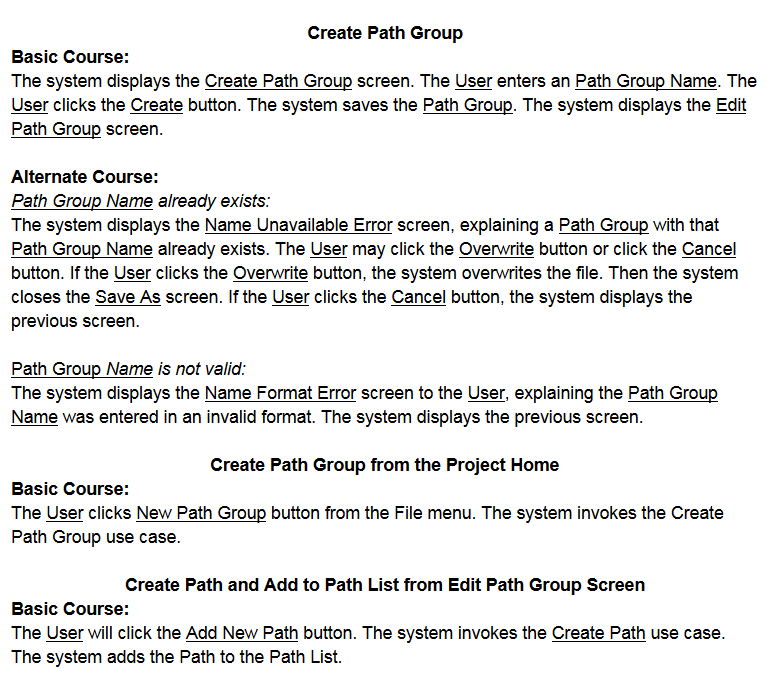 Create Path Group
Basic Course:
The system displays the Create Path Group screen. The User enters an Path Group Name. The
User clicks the Create button. The system saves the Path Group. The system displays the Edit
Path Group screen.
Alternate Course:
Path Group Name already exists:
The system displays the Name Unavailable Error screen, explaining a Path Group with that
Path Group Name already exists. The User may click the Overwrite button or click the Cancel
button. If the User clicks the Overwrite button, the system overwrites the file. Then the system
closes the Save As screen. If the User clicks the Cancel button, the system displays the
previous screen.
Path Group Name is not valid:
The system displays the Name Format Error screen to the User, explaining the Path Group
Name was entered in an invalid format. The system displays the previous screen.
Create Path Group from the Project Home
Basic Course:
The User clicks New Path Group button from the File menu. The system invokes the Create
Path Group use case.
Create Path and Add to Path List from Edit Path Group Screen
Basic Course:
The User will click the Add New Path button. The system invokes the Create Path use case.
The system adds the Path to the Path List.